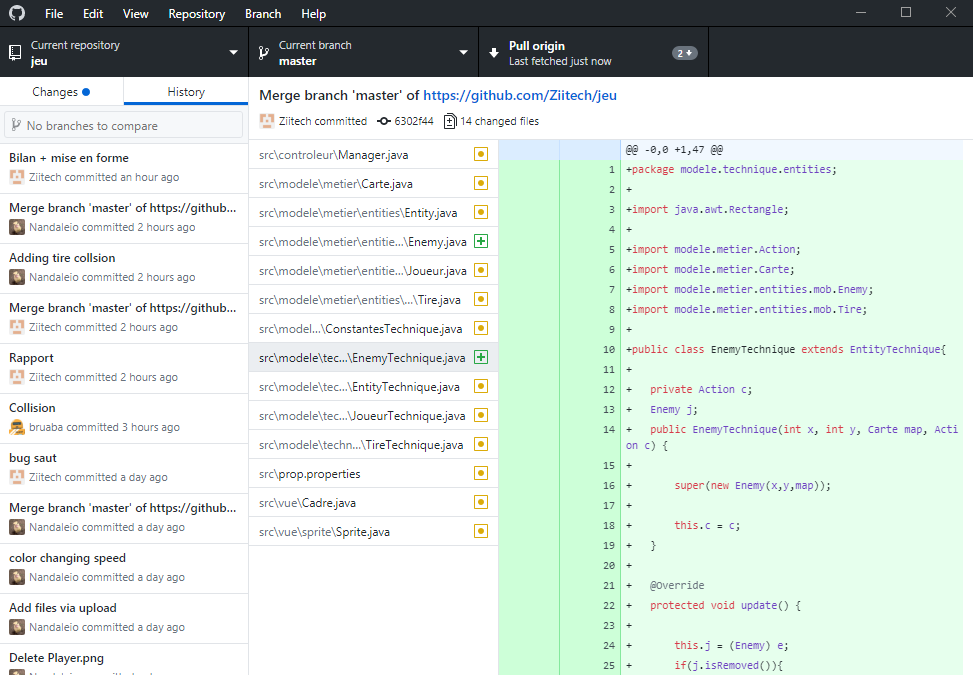 File Edit View Repository Branch Help
Current repository
jeu
Current branch
master
Pull origin
Last fetched just now
2
Changes
History
No branches to compare
Bilan + mise en forme
Ziitech committed an hour ago
Merge branch 'master' of https://github...
Nandaleio committed 2 hours ago
Adding tire collsion
Nandaleio committed 2 hours ago
Merge branch 'master' of https://github...
Ziitech committed 2 hours ago
Rapport
Ziitech committed 2 hours ago
Collision
bruaba committed 3 hours ago
bug saut
Ziitech committed a day ago
Merge branch 'master' of https://github...
Nandaleio committed a day ago
color changing speed
Nandaleio committed a day ago
Add files via upload
Nandaleio committed a day ago
Delete Player.png
Merge branch 'master' of https://github.com/Ziitech/jeu
Ziitech committed 6302f44 14 changed files
src\controleur\Manager.java
src\modele\metier\Carte.java
src\modele\metier\entities\Entity.java
src\modele\metier\entitie...\Enemy.java
src\modele\metier\entitie...\Joueur.java
src\modele\metier\entities\...\Tire.java
src\model...\ConstantesTechnique.java
src\modele\tec...\EnemyTechnique.java
src\modele\tec...\EntityTechnique.java
src\modele\tec...\JoueurTechnique.java
src\modele\techn...\TireTechnique.java
src\prop.properties
src\vue\Cadre.java
src\vue\sprite\Sprite.java
@@ -0,0 +1,47 @@
1 +package modele.technique.entities;
2 +
3 +import java.awt.Rectangle;
4 +
5 +import modele.metier.Action;
6 +import modele.metier.Carte;
7 +import modele.metier.entities.mob.Enemy;
8 +import modele.metier.entities.mob.Tire;
9 +
10 +public class EnemyTechnique extends EntityTechnique{
11 +
12 + private Action c;
13 + Enemy j;
14 + public EnemyTechnique(int x, int y, Carte map, Acti
on c) {
15 +
16 + super(new Enemy(x,y,map));
17 +
18 + this.c = c;
19 + }
20 +
21 + @Override
22 + protected void update() {
23 +
24 + this.j = (Enemy) e;
25 + if(j.isRemoved()){